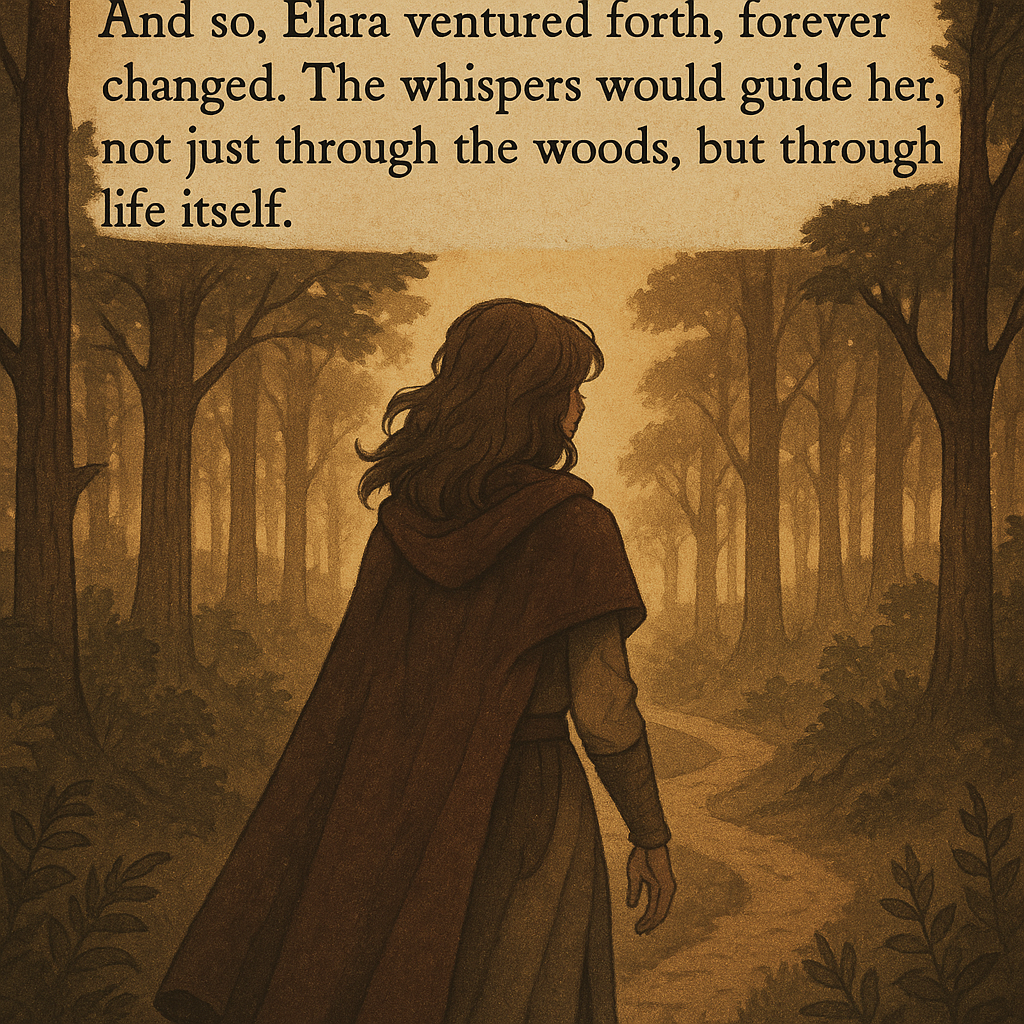 And so, Elara ventured forth, forever
changed. The whispers would guide her,
not just through the woods, but through
life itself.